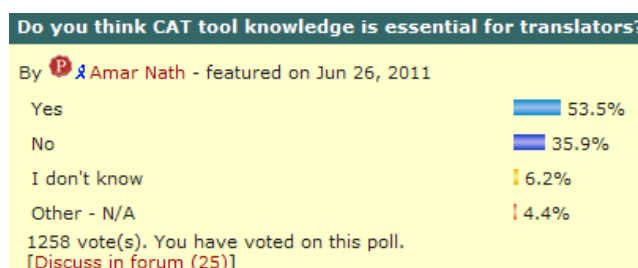 Do you think CAT tool knowledge is essential for translators?
By P Amar Nath - featured on Jun 26, 2011
Yes 53.5%
No 35.9%
I don't know 6.2%
Other - N/A 4.4%
1258 vote(s). You have voted on this poll.
[Discuss in forum (25)]